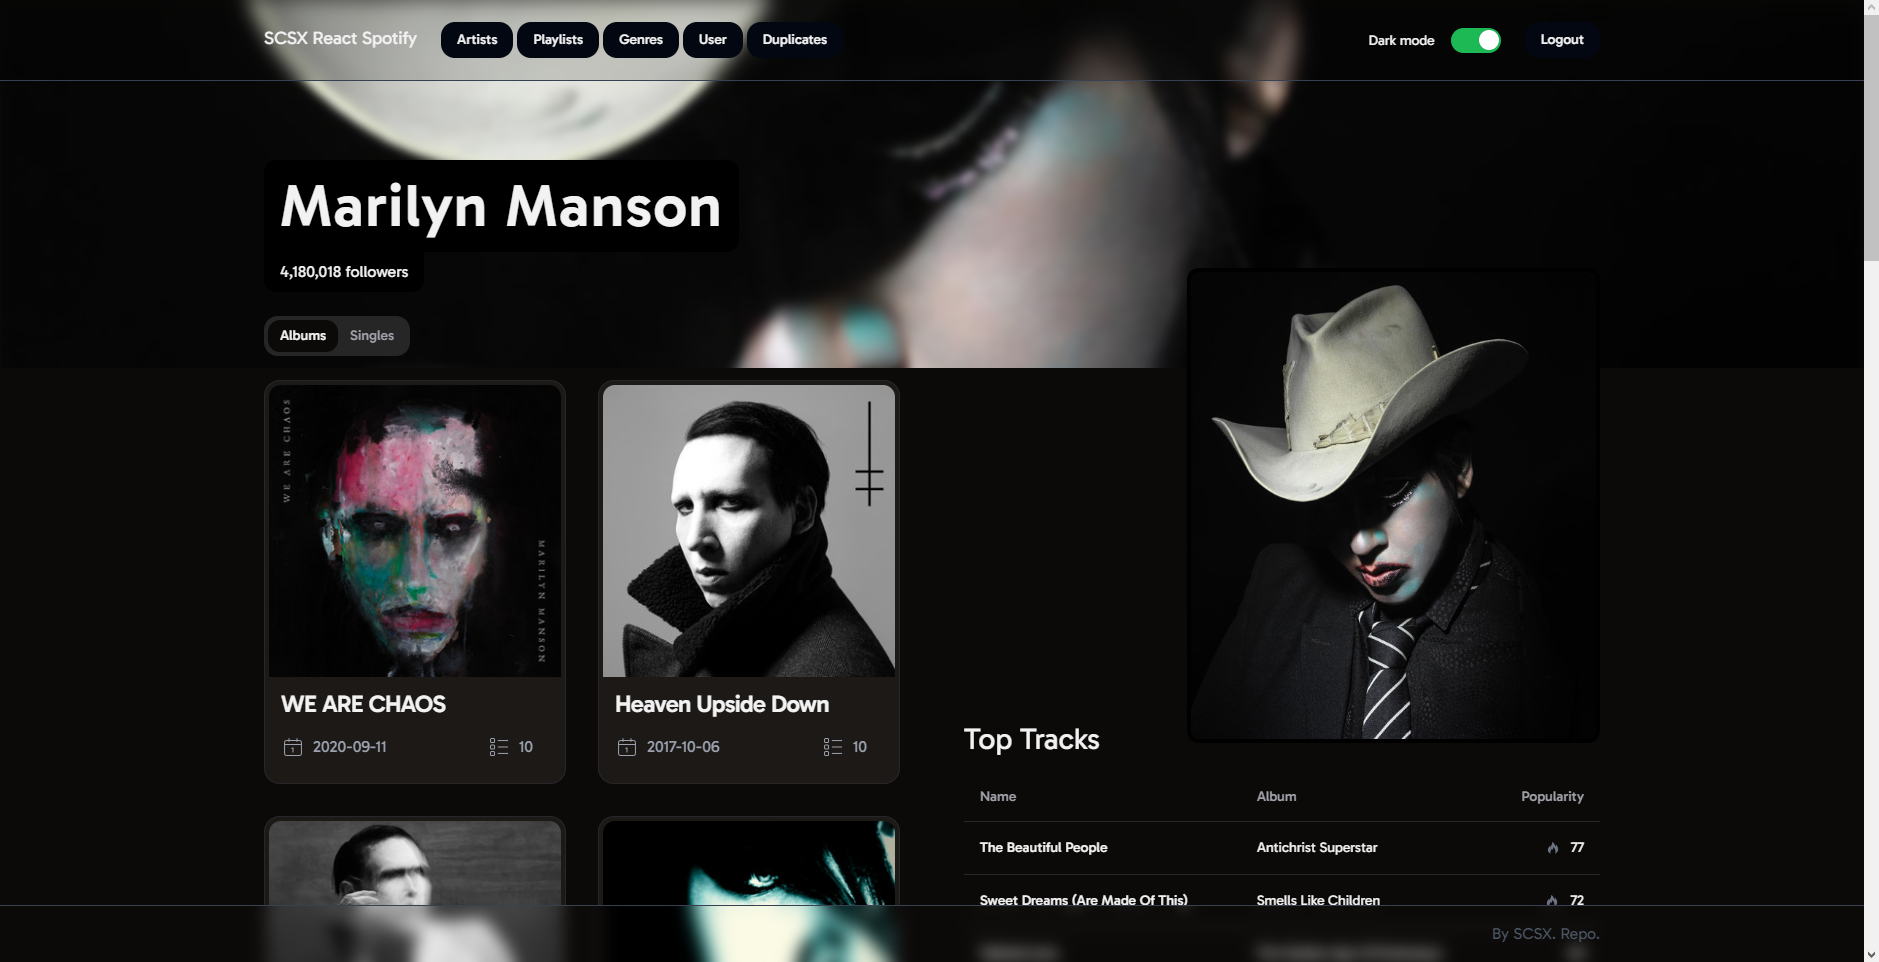 SCSX React Spotify
Artists
Playlists
Genres
User
Duplicates
Dark mode
Logout
Marilyn Manson
4,180,018 followers
Albums
Singles
WE ARE CHAOS
MARILYN MANSON
WE ARE CHAOS
2020-09-11
10
Heaven Upside Down
2017-10-06
10
Top Tracks
Name Album Popularity
The Beautiful People Antichrist Superstar 77
Sweet Dreams (Are Made Of This) Smells Like Children 72
By SCSX. Repo.